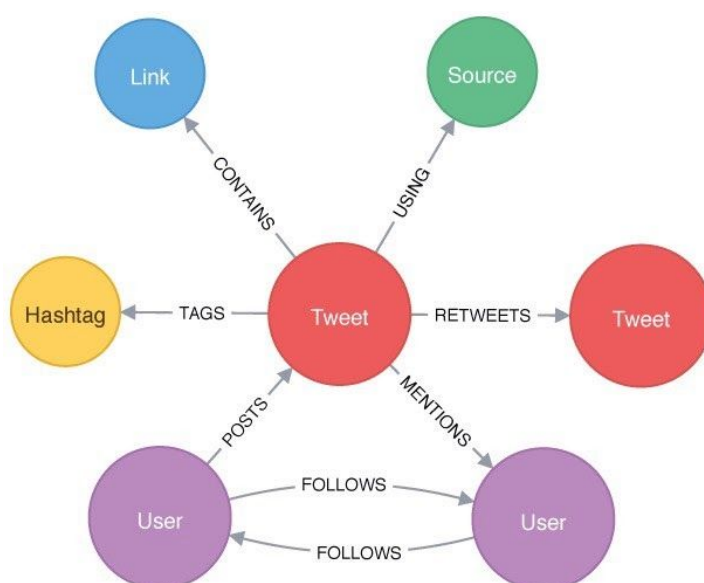 Link
Source
CONTAINS
USING
Hashtag
TAGS
Tweet
RETWEETS
Tweet
POSTS
MENTIONS
User
FOLLOWS
User
FOLLOWS